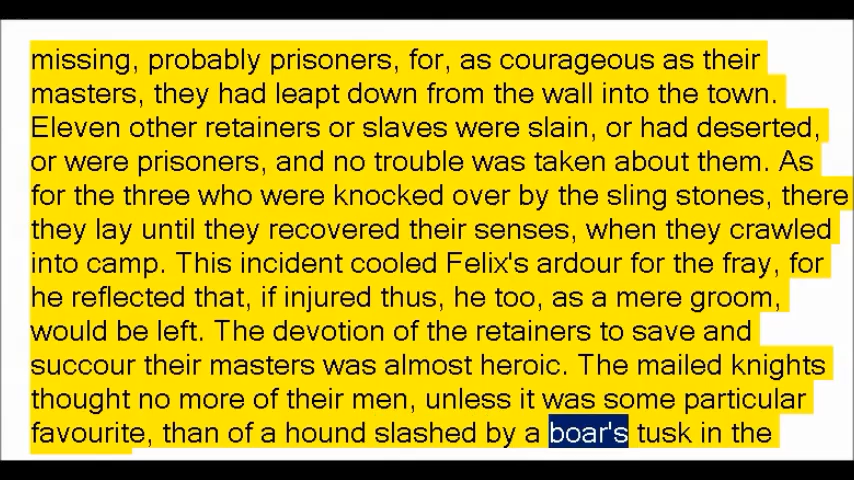 missing, probably prisoners, for, as courageous as their
masters, they had leapt down from the wall into the town.
Eleven other retainers or slaves were slain, or had deserted,
or were prisoners, and no trouble was taken about them. As
for the three who were knocked over by the sling stones, there
they lay until they recovered their senses, when they crawled
into camp. This incident cooled Felix's ardour for the fray, for
he reflected that, if injured thus, he too, as a mere groom,
would be left. The devotion of the retainers to save and
succour their masters was almost heroic. The mailed knights
thought no more of their men, unless it was some particular
favourite, than of a hound slashed by a boar's tusk in the